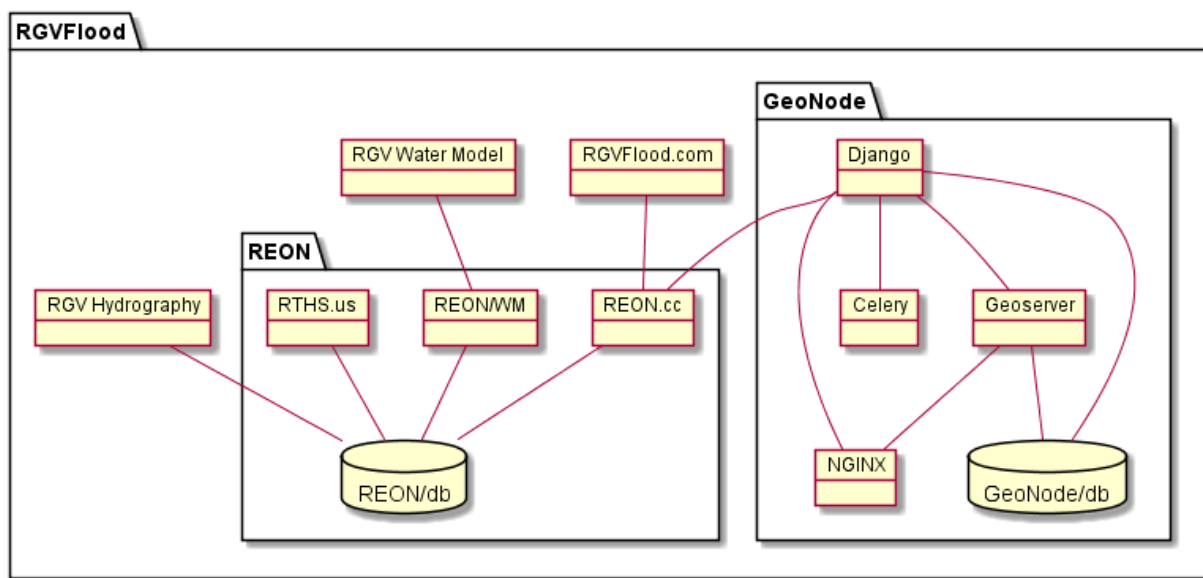 RGVFlood
GeoNode
RGV Water Model
RGVFlood.com
Django
REON
RGV Hydrography
RTHS.us
REON/WM
REON.cc
Celery
Geoserver
NGINX
REON/db
GeoNode/db